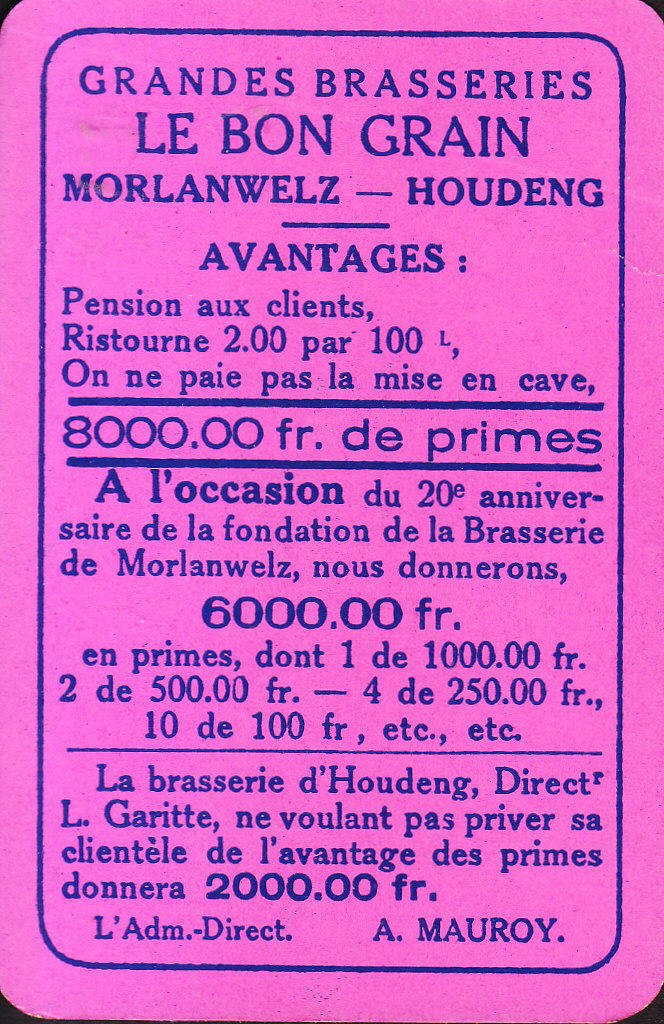 GRANDES BRASSERIES
LE BON GRAIN
MORLANWELZ — HOUDENG
AVANTAGES :
Pension aux clients,
Ristourne 2.00 par 100 L,
On ne paie pas la mise en cave,
8000.00 fr. de primes
A l'occasion du 20e anniver-
saire de la fondation de la Brasserie
de Morlanwelz, nous donnerons,
6000.00 fr.
en primes, dont 1 de 1000.00 fr.
2 de 500.00 fr. — 4 de 250.00 fr.,
10 de 100 fr, etc., etc.
La brasserie d'Houdeng, Directr
L. Garitte, ne voulant pas priver sa
clientèle de l'avantage des primes
donnera 2000.00 fr.
L'Adm.-Direct. A. MAUROY.